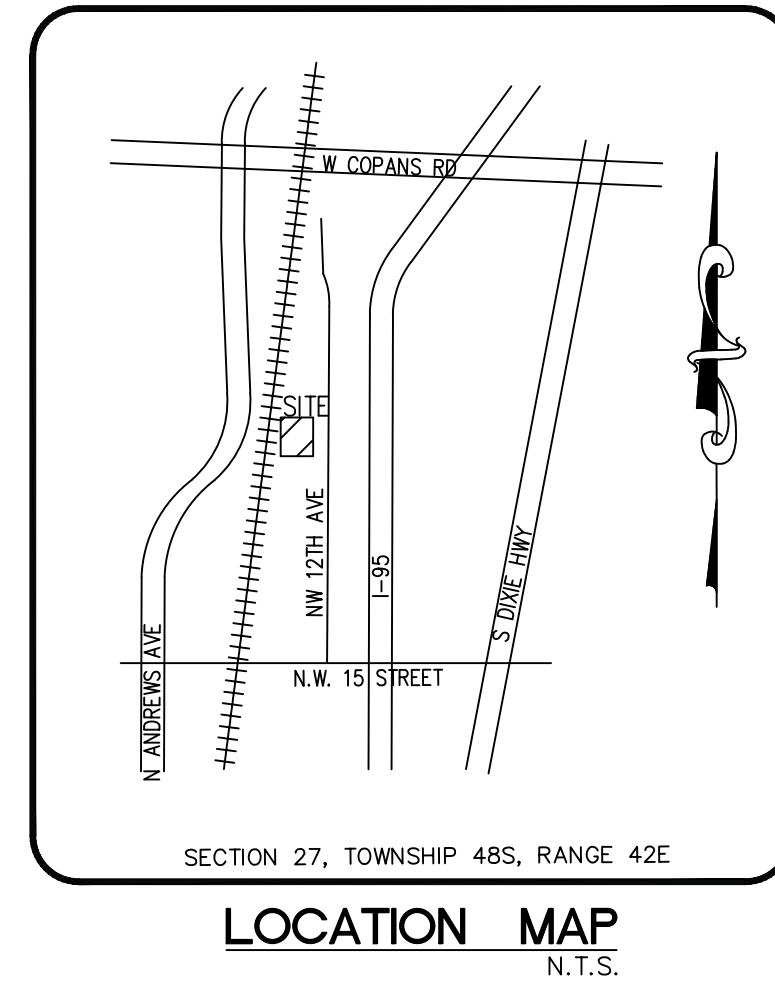 W COPANS RD
SITE
NW 12TH AVE
I-95
S DIXIE HWY
N ANDREWS AVE
N.W. 15 STREET
SECTION 27, TOWNSHIP 48S, RANGE 42E
LOCATION MAP
N.T.S.